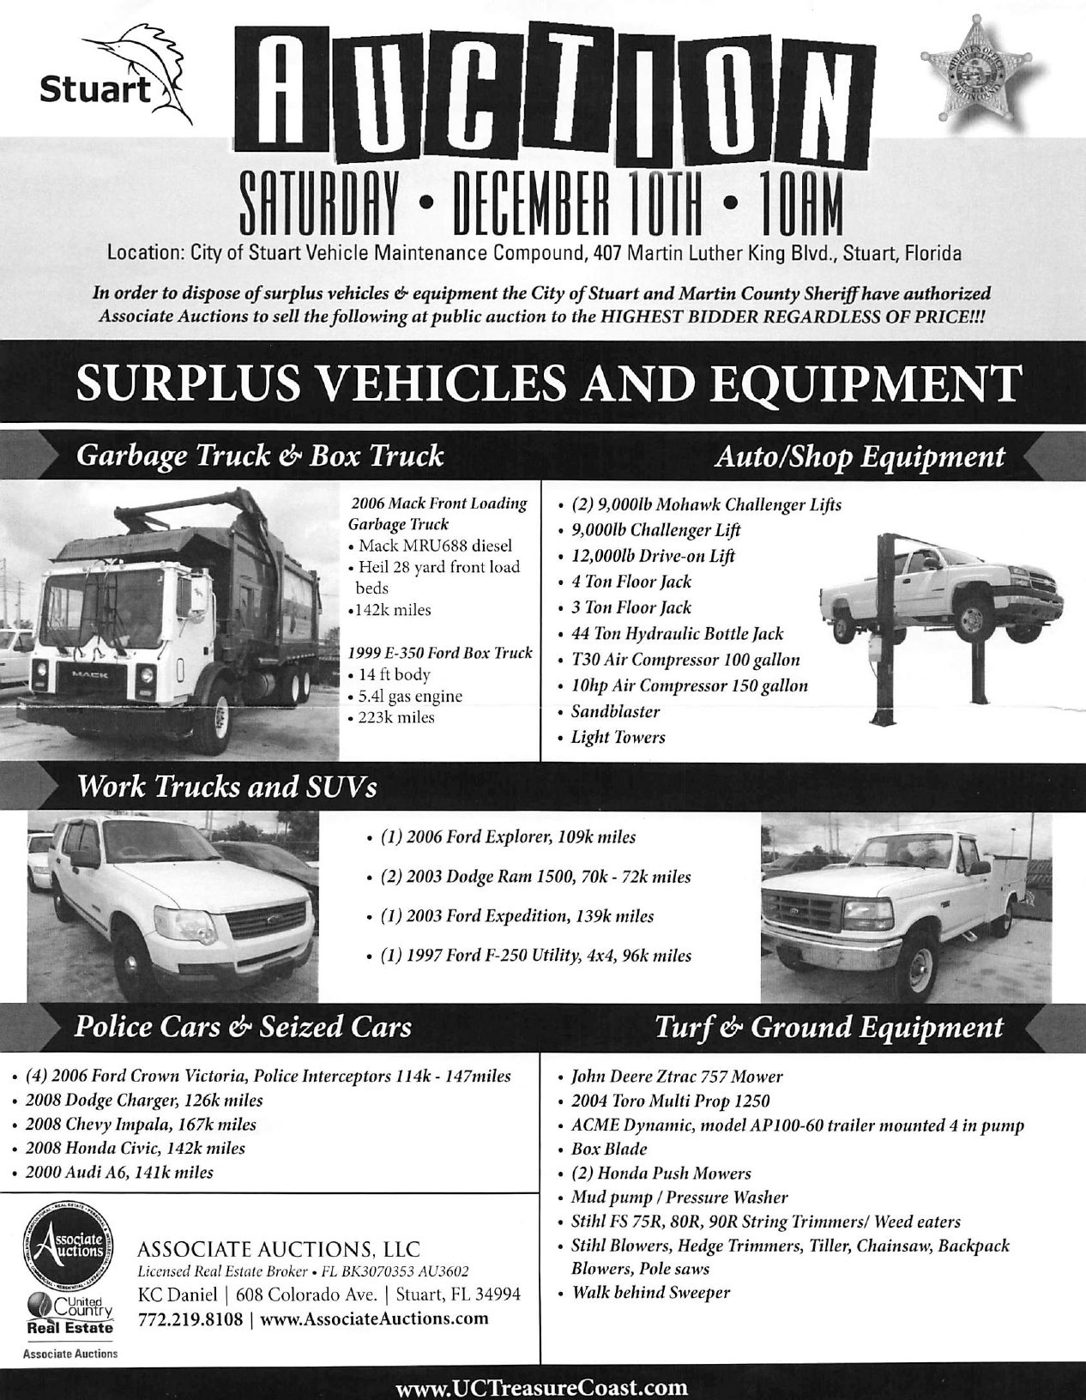 Stuart
AUCTION
SATURDAY • DECEMBER 10TH • 10AM
Location: City of Stuart Vehicle Maintenance Compound, 407 Martin Luther King Blvd., Stuart, Florida
In order to dispose of surplus vehicles & equipment the City of Stuart and Martin County Sheriff have authorized
Associate Auctions to sell the following at public auction to the HIGHEST BIDDER REGARDLESS OF PRICE!!!
SURPLUS VEHICLES AND EQUIPMENT
Garbage Truck & Box Truck
2006 Mack Front Loading
Garbage Truck
• Mack MRU688 diesel
• Heil 28 yard front load
beds
•142k miles
1999 E-350 Ford Box Truck
• 14 ft body
• 5.4l gas engine
• 223k miles
MACK
Auto/Shop Equipment
• (2) 9,000lb Mohawk Challenger Lifts
• 9,000lb Challenger Lift
• 12,000lb Drive-on Lift
• 4 Ton Floor Jack
• 3 Ton Floor Jack
• 44 Ton Hydraulic Bottle Jack
• T30 Air Compressor 100 gallon
• 10hp Air Compressor 150 gallon
• Sandblaster
• Light Towers
Work Trucks and SUVs
• (1) 2006 Ford Explorer, 109k miles
• (2) 2003 Dodge Ram 1500, 70k - 72k miles
• (1) 2003 Ford Expedition, 139k miles
• (1) 1997 Ford F-250 Utility, 4x4, 96k miles
Police Cars & Seized Cars
• (4) 2006 Ford Crown Victoria, Police Interceptors 114k - 147miles
• 2008 Dodge Charger, 126k miles
• 2008 Chevy Impala, 167k miles
• 2008 Honda Civic, 142k miles
• 2000 Audi A6, 141k miles
Turf & Ground Equipment
• John Deere Ztrac 757 Mower
• 2004 Toro Multi Prop 1250
• ACME Dynamic, model AP100-60 trailer mounted 4 in pump
• Box Blade
• (2) Honda Push Mowers
• Mud pump / Pressure Washer
• Stihl FS 75R, 80R, 90R String Trimmers/ Weed eaters
• Stihl Blowers, Hedge Trimmers, Tiller, Chainsaw, Backpack
Blowers, Pole saws
• Walk behind Sweeper
Associate
Auctions
United
Country
Real Estate
Associate Auctions
ASSOCIATE AUCTIONS, LLC
Licensed Real Estate Broker • FL BK3070353 AU3602
KC Daniel | 608 Colorado Ave. | Stuart, FL 34994
772.219.8108 | www.AssociateAuctions.com
www.UCTreasureCoast.com